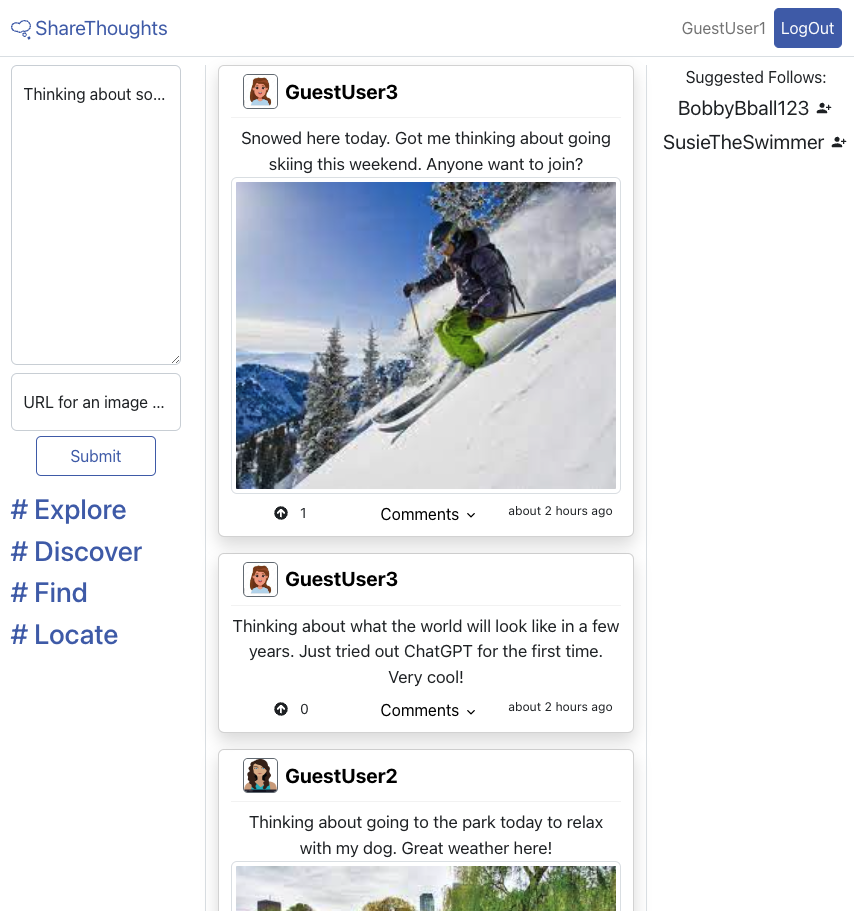 ShareThoughts
GuestUser1
LogOut
Thinking about so...
URL for an image ...
Submit
# Explore
# Discover
# Find
# Locate
GuestUser3
Snowed here today. Got me thinking about going
skiing this weekend. Anyone want to join?
1
Comments
about 2 hours ago
GuestUser3
Thinking about what the world will look like in a few
years. Just tried out ChatGPT for the first time.
Very cool!
0
Comments
about 2 hours ago
GuestUser2
Thinking about going to the park today to relax
with my dog. Great weather here!
Suggested Follows:
BobbyBball123
SusieTheSwimmer